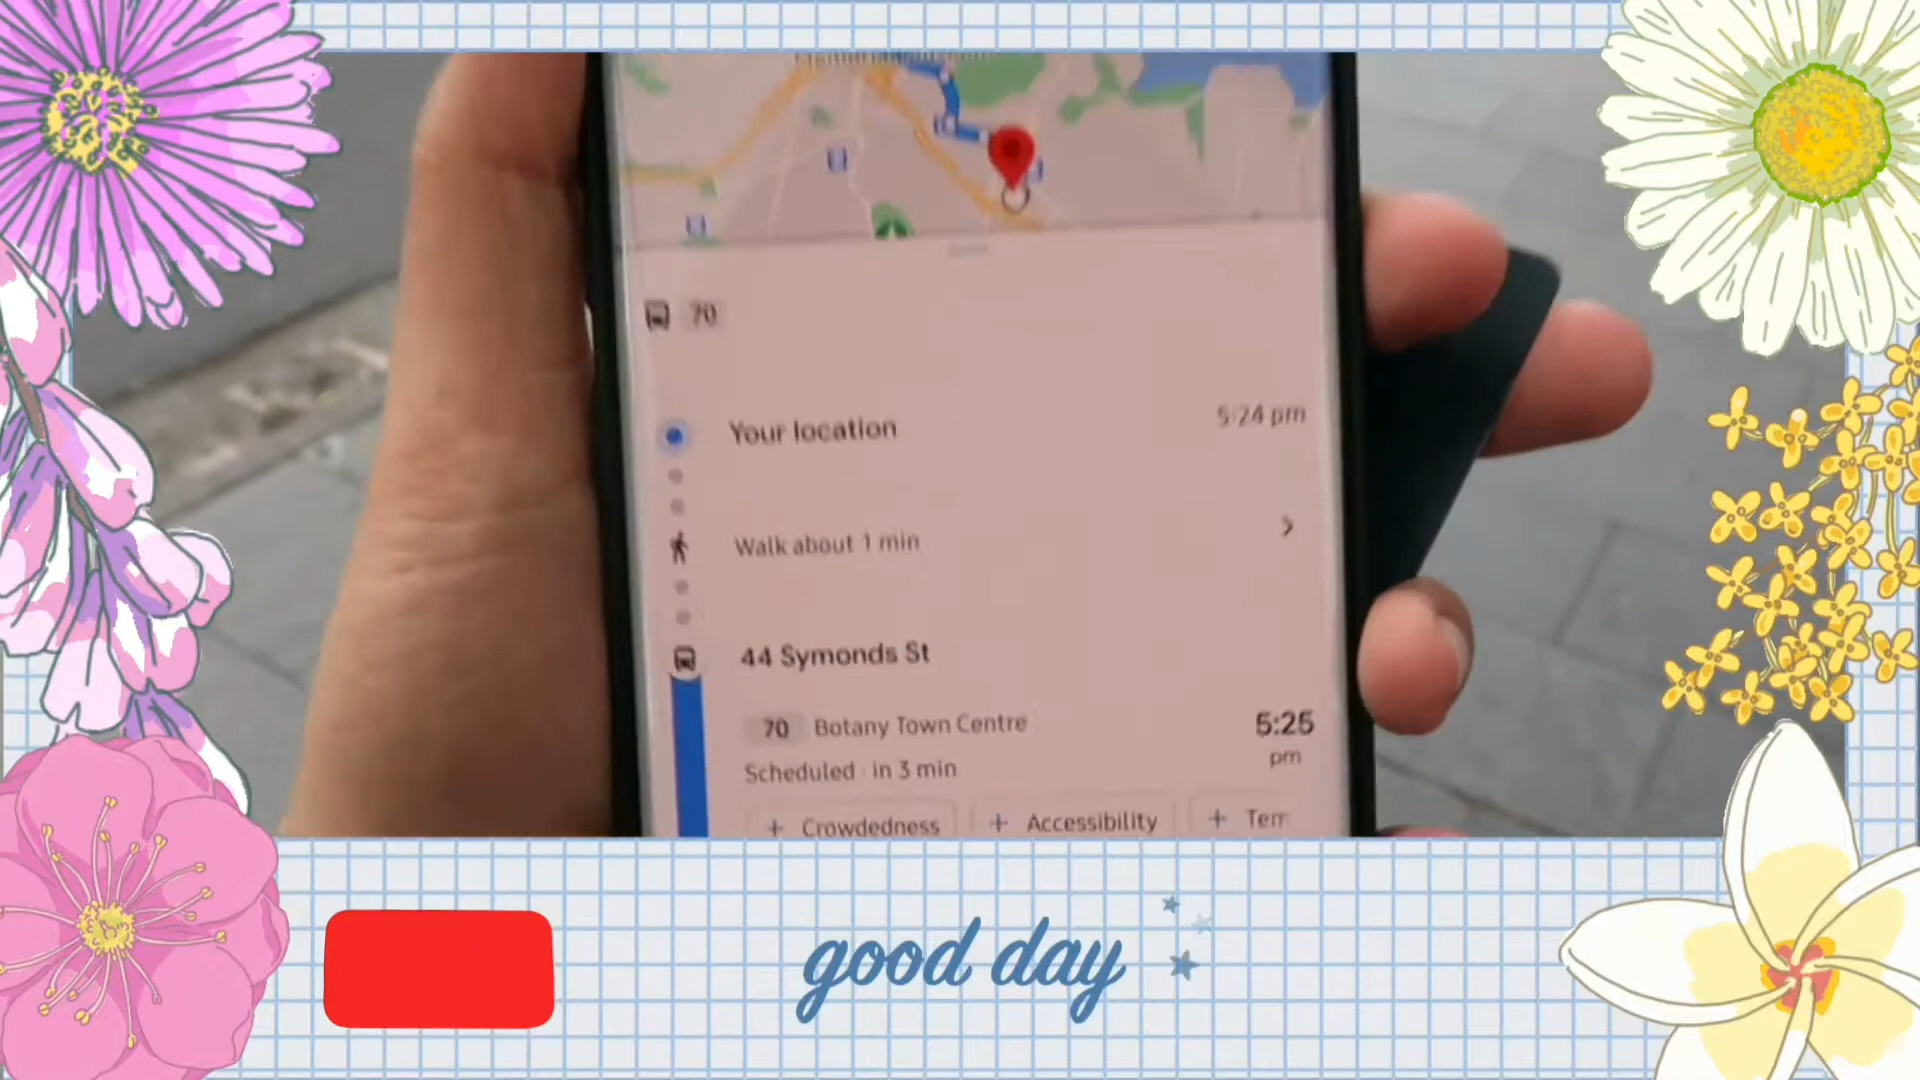 70
Your location 5:24 pm
Walk about 1 min
44 Symonds St
70 Botany Town Centre 5:25
pm
Scheduled · in 3 min
+ Crowdedness + Accessibility +
good day